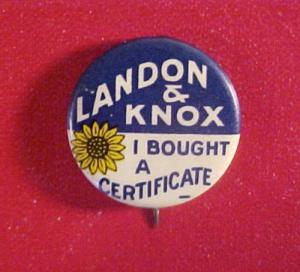 LANDON
&
KNOX
I BOUGHT
A
CERTIFICATE